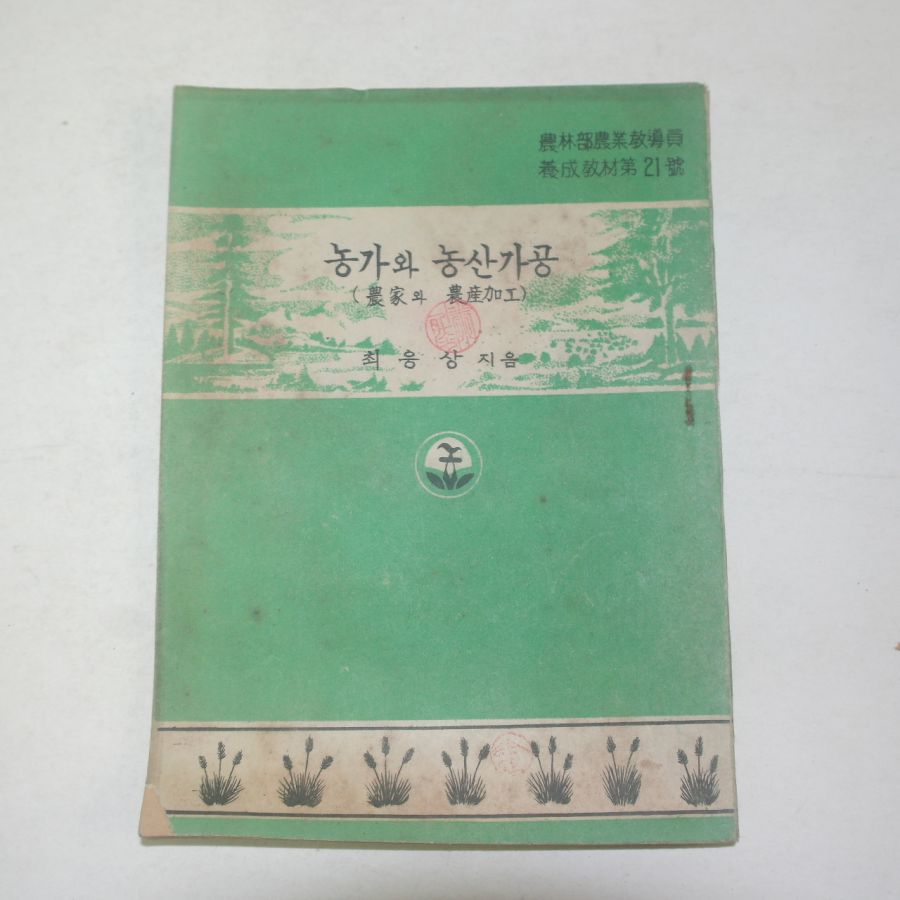 農林部農業敎導員
養成敎材第21號
농가와 농산가공
(農家와 農産加工)
최웅상 지음